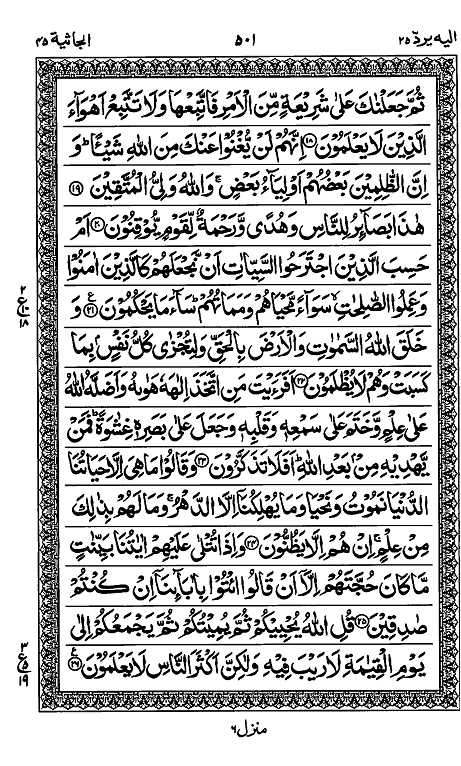 اليه يردّ ٢٥
٥٠١
الجاثية ٤٥
ثُمَّ جَعَلْنٰكَ عَلٰى شَرِيْعَةٍ مِّنَ الْاَمْرِ فَاتَّبِعْهَا وَلَا تَتَّبِعْ اَهْوَآءَ
الَّذِيْنَ لَا يَعْلَمُوْنَ ۝١٨ اِنَّهُمْ لَنْ يُّغْنُوْا عَنْكَ مِنَ اللّٰهِ شَيْـًٔا ؕ وَ
اِنَّ الظّٰلِمِيْنَ بَعْضُهُمْ اَوْلِيَآءُ بَعْضٍ ۚ وَاللّٰهُ وَلِيُّ الْمُتَّقِيْنَ ۝١٩
هٰذَا بَصَآئِرُ لِلنَّاسِ وَهُدًى وَّرَحْمَةٌ لِّقَوْمٍ يُّوْقِنُوْنَ ۝٢٠ اَمْ
حَسِبَ الَّذِيْنَ اجْتَرَحُوا السَّيِّاٰتِ اَنْ نَّجْعَلَهُمْ كَالَّذِيْنَ اٰمَنُوْا
وَعَمِلُوا الصّٰلِحٰتِ ۙ سَوَآءً مَّحْيَاهُمْ وَمَمَاتُهُمْ ؕ سَآءَ مَا يَحْكُمُوْنَ ۝٢١ ع وَ
خَلَقَ اللّٰهُ السَّمٰوٰتِ وَالْاَرْضَ بِالْحَقِّ وَلِتُجْزٰى كُلُّ نَفْسٍۭ بِمَا
كَسَبَتْ وَهُمْ لَا يُظْلَمُوْنَ ۝٢٢ اَفَرَءَيْتَ مَنِ اتَّخَذَ اِلٰهَهٗ هَوٰىهُ وَاَضَلَّهُ اللّٰهُ
عَلٰى عِلْمٍ وَّخَتَمَ عَلٰى سَمْعِهٖ وَقَلْبِهٖ وَجَعَلَ عَلٰى بَصَرِهٖ غِشٰوَةً ؕ فَمَنْ
يَّهْدِيْهِ مِنْۢ بَعْدِ اللّٰهِ ؕ اَفَلَا تَذَكَّرُوْنَ ۝٢٣ وَقَالُوْا مَا هِيَ اِلَّا حَيَاتُنَا
الدُّنْيَا نَمُوْتُ وَنَحْيَا وَمَا يُهْلِكُنَاۤ اِلَّا الدَّهْرُ ۚ وَمَا لَهُمْ بِذٰلِكَ
مِنْ عِلْمٍ ۚ اِنْ هُمْ اِلَّا يَظُنُّوْنَ ۝٢٤ وَاِذَا تُتْلٰى عَلَيْهِمْ اٰيٰتُنَا بَيِّنٰتٍ
مَّا كَانَ حُجَّتَهُمْ اِلَّاۤ اَنْ قَالُوا ائْتُوْا بِاٰبَآئِنَاۤ اِنْ كُنْتُمْ
صٰدِقِيْنَ ۝٢٥ قُلِ اللّٰهُ يُحْيِيْكُمْ ثُمَّ يُمِيْتُكُمْ ثُمَّ يَجْمَعُكُمْ اِلٰى
يَوْمِ الْقِيٰمَةِ لَا رَيْبَ فِيْهِ وَلٰكِنَّ اَكْثَرَ النَّاسِ لَا يَعْلَمُوْنَ ۝٢٦ ع
منزل ٦